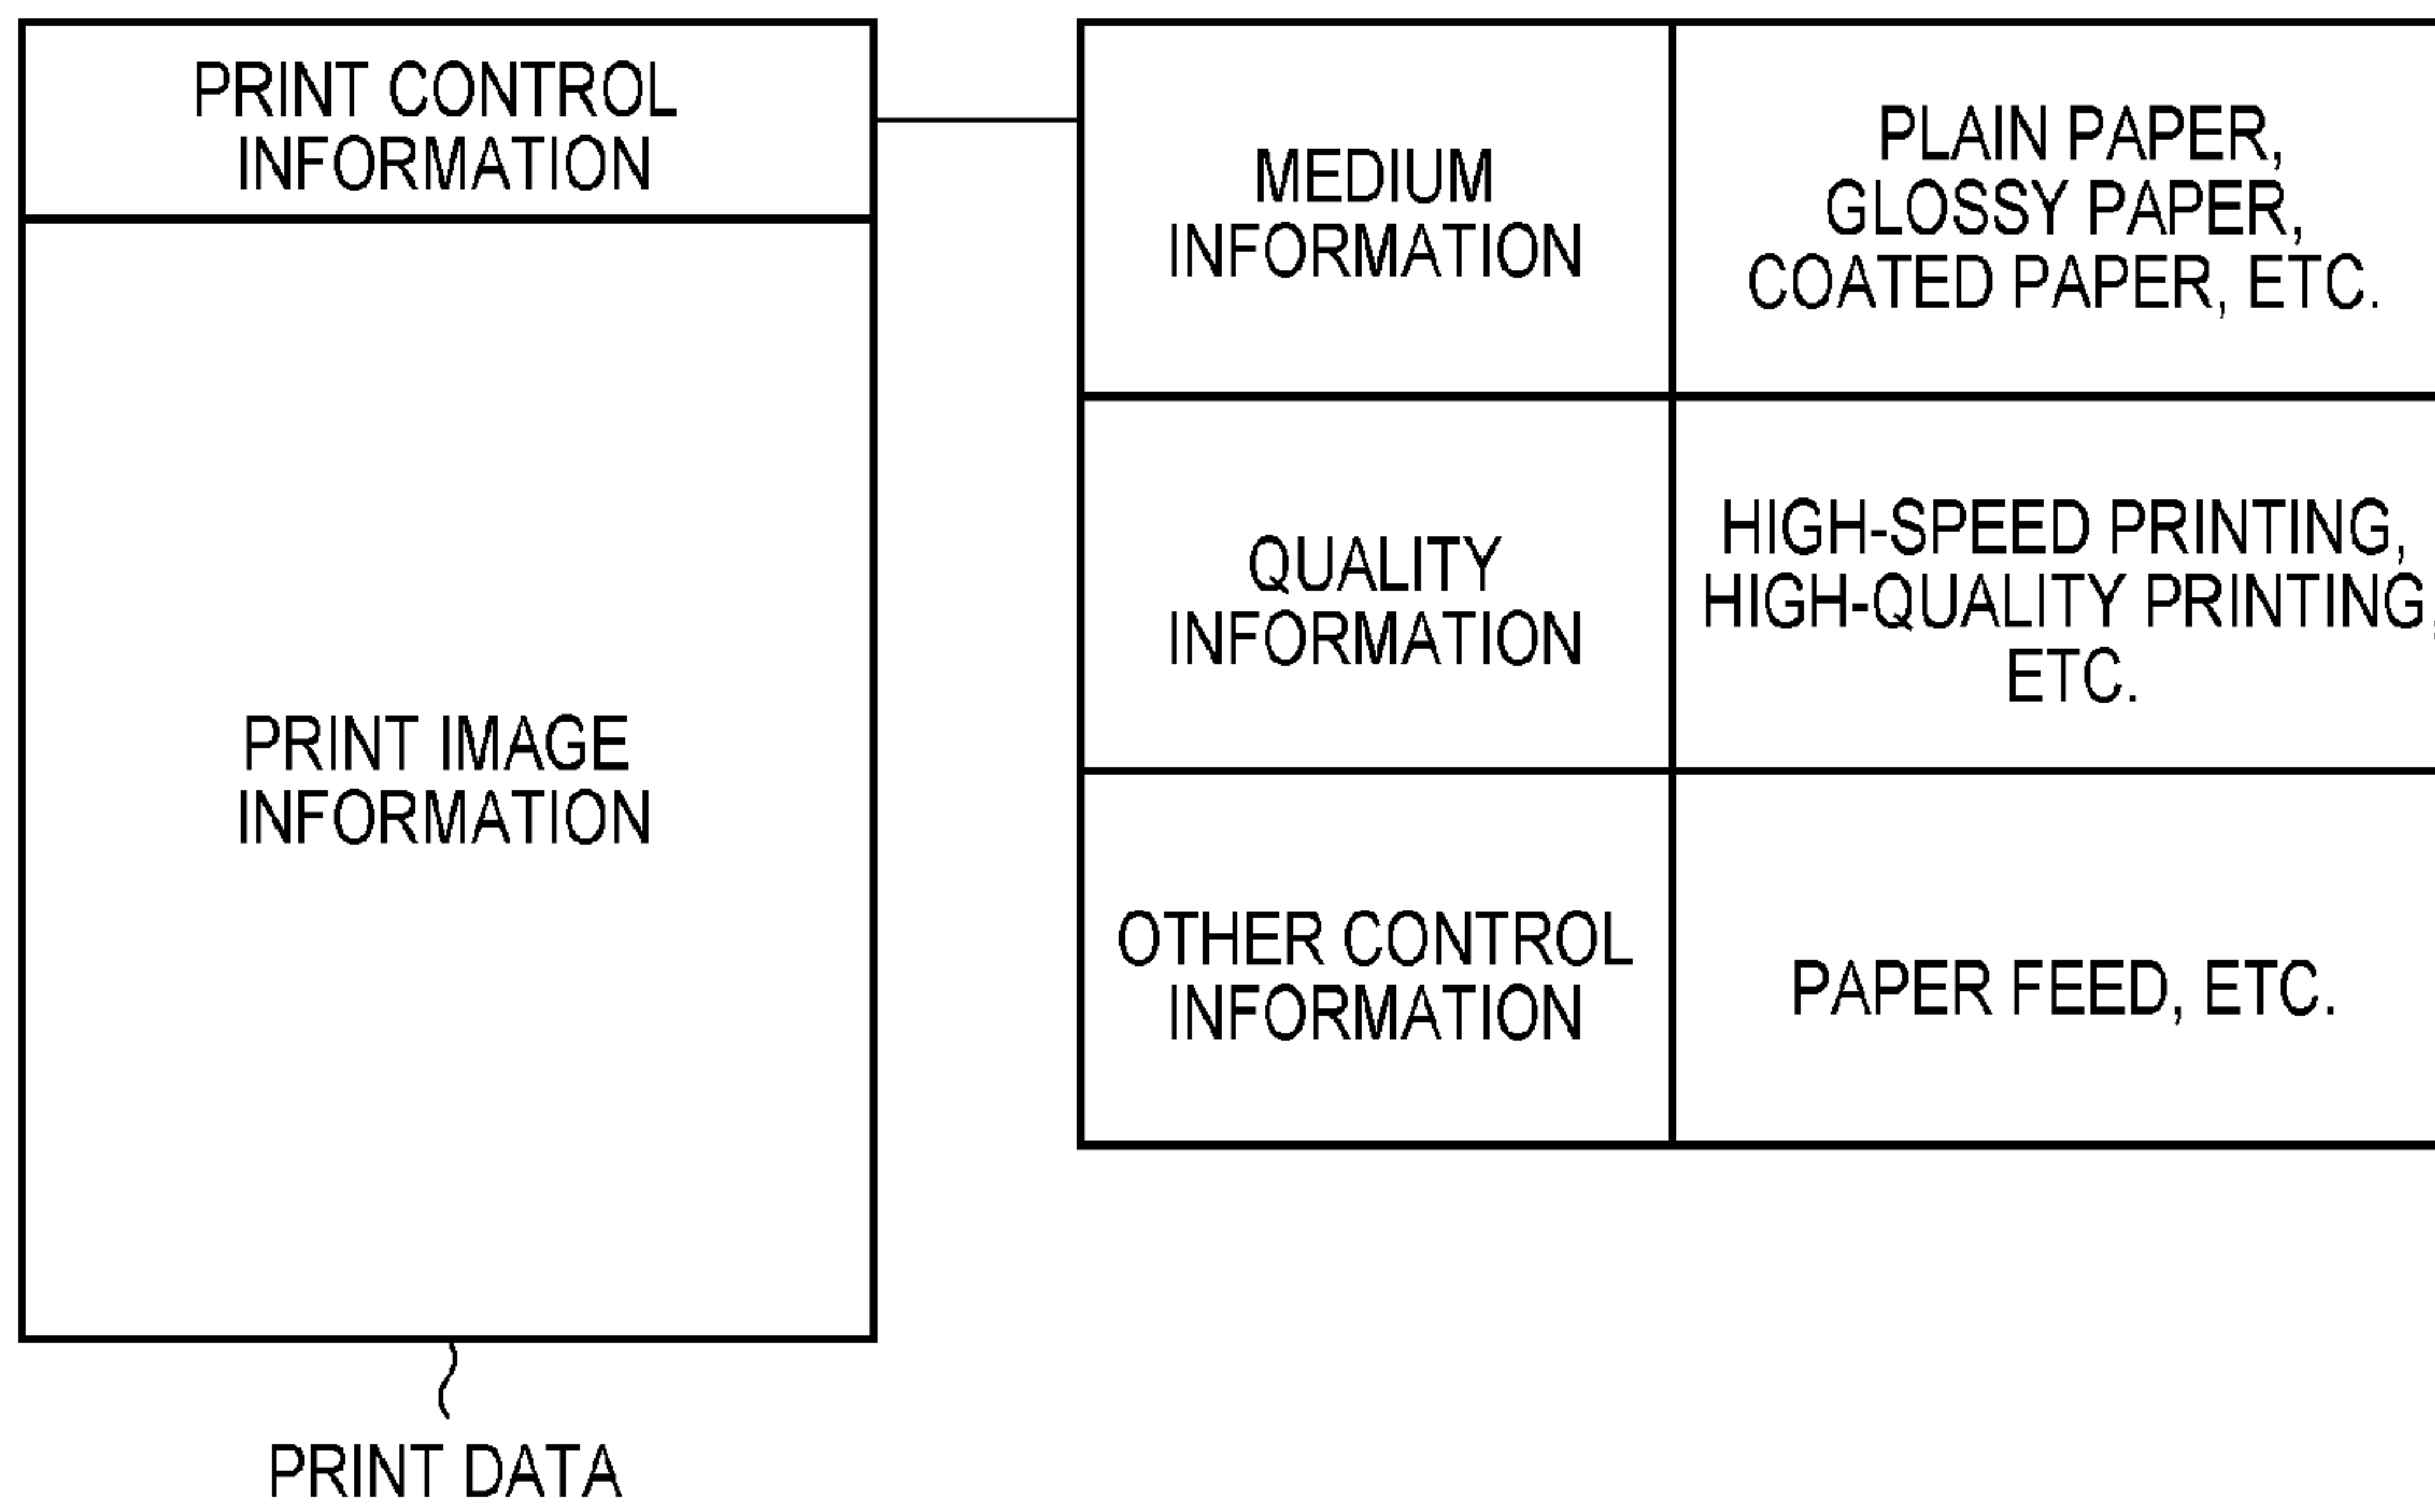 PRINT CONTROL
INFORMATION
PRINT IMAGE
INFORMATION
PRINT DATA
MEDIUM
INFORMATION
PLAIN PAPER,
GLOSSY PAPER,
COATED PAPER, ETC.
QUALITY
INFORMATION
HIGH-SPEED PRINTING,
HIGH-QUALITY PRINTING,
ETC.
OTHER CONTROL
INFORMATION
PAPER FEED, ETC.